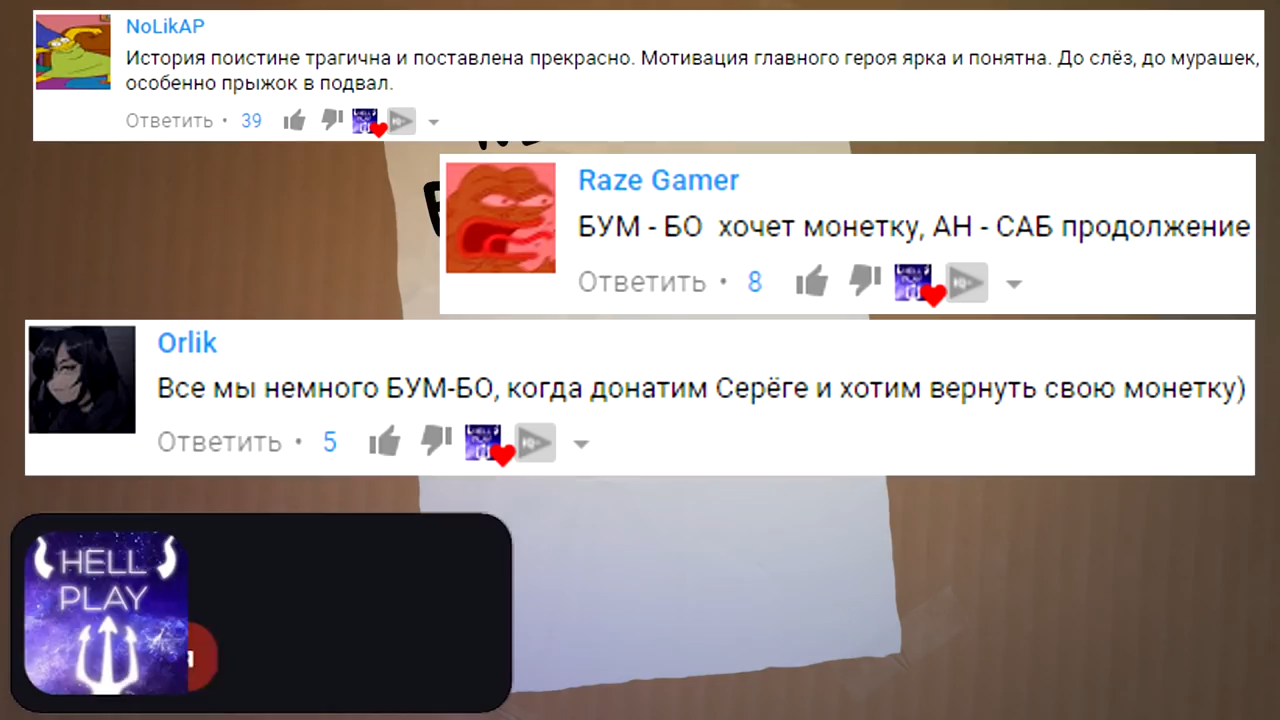 NoLikAP
История поистине трагична и поставлена прекрасно. Мотивация главного героя ярка и понятна. До слёз, до мурашек,
особенно прыжок в подвал.
Ответить • 39
Raze Gamer
БУМ - БО хочет монетку, АН - САБ продолжение
Ответить • 8
Orlik
Все мы немного БУМ-БО, когда донатим Серёге и хотим вернуть свою монетку)
Ответить • 5
HELL
PLAY